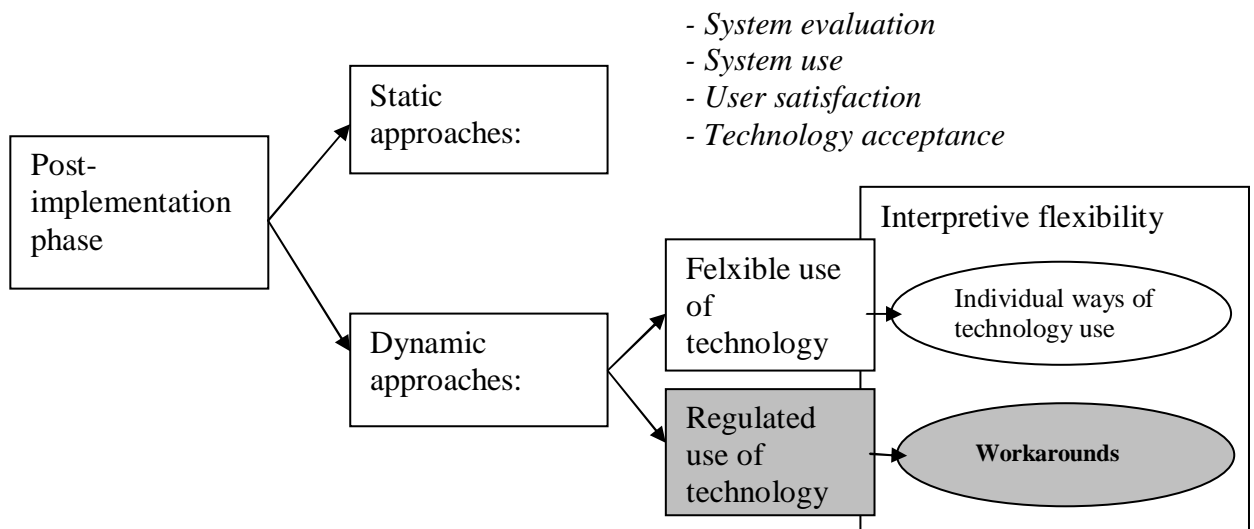 - System evaluation
- System use
- User satisfaction
- Technology acceptance
Static
approaches:
Post-
implementation
phase
Interpretive flexibility
Felxible use
of
technology
Individual ways of
technology use
Dynamic
approaches:
Regulated
use of
technology
Workarounds